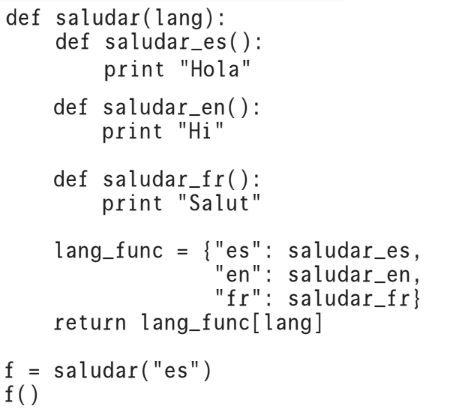 def saludar(lang):
    def saludar_es():
        print "Hola"
    def saludar_en():
        print "Hi"
    def saludar_fr():
        print "Salut"
    lang_func = {"es": saludar_es,
                 "en": saludar_en,
                 "fr": saludar_fr}
    return lang_func[lang]
f = saludar("es")
f()